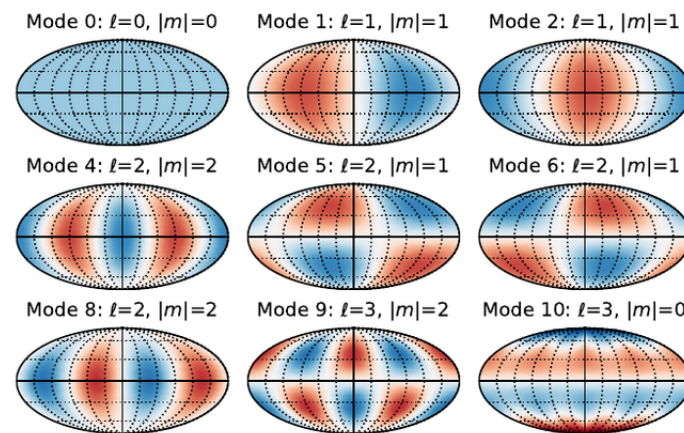 Mode 0: ℓ=0, |m|=0
Mode 1: ℓ=1, |m|=1
Mode 2: ℓ=1, |m|=1
Mode 4: ℓ=2, |m|=2
Mode 5: ℓ=2, |m|=1
Mode 6: ℓ=2, |m|=1
Mode 8: ℓ=2, |m|=2
Mode 9: ℓ=3, |m|=2
Mode 10: ℓ=3, |m|=0